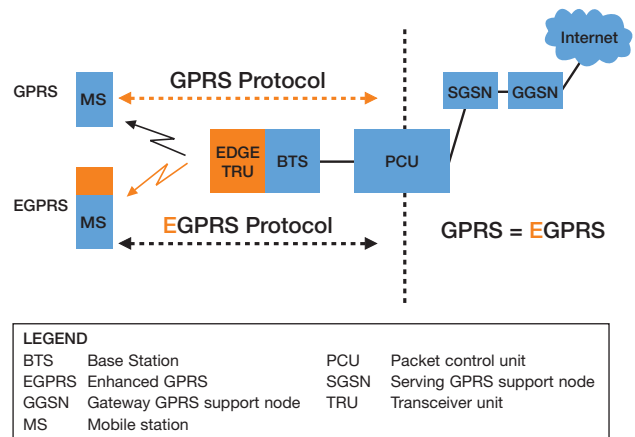 Internet
GPRS
MS
GPRS Protocol
SGSN
GGSN
EDGE
TRU
BTS
PCU
EGPRS
MS
EGPRS Protocol
GPRS = EGPRS
LEGEND
BTS Base Station
PCU Packet control unit
EGPRS Enhanced GPRS
SGSN Serving GPRS support node
GGSN Gateway GPRS support node
TRU Transceiver unit
MS Mobile station